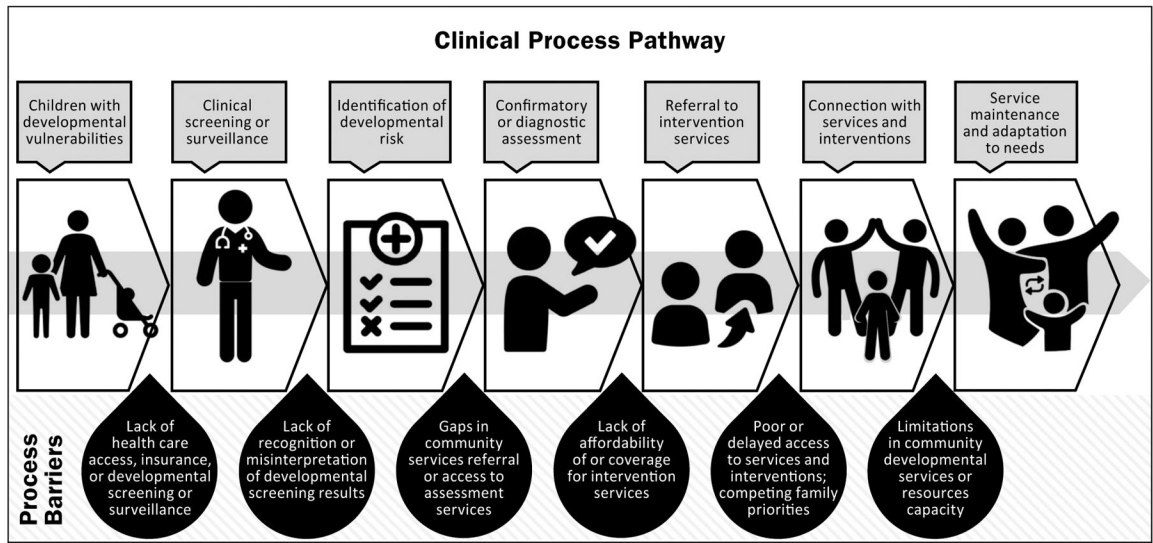 Clinical Process Pathway
Children with
developmental
vulnerabilities
Clinical
screening or
surveillance
Identification of
developmental
risk
Confirmatory
or diagnostic
assessment
Referral to
intervention
services
Connection with
services and
interventions
Service
maintenance
and adaptation
to needs
Process
Barriers
Lack of
health care
access, insurance,
or developmental
screening or
surveillance
Lack of
recognition or
misinterpretation
of developmental
screening results
Gaps in
community
services referral
or access to
assessment
services
Lack of
affordability
of or coverage
for intervention
services
Poor or
delayed access
to services and
interventions;
competing family
priorities
Limitations
in community
developmental
services or
resources
capacity